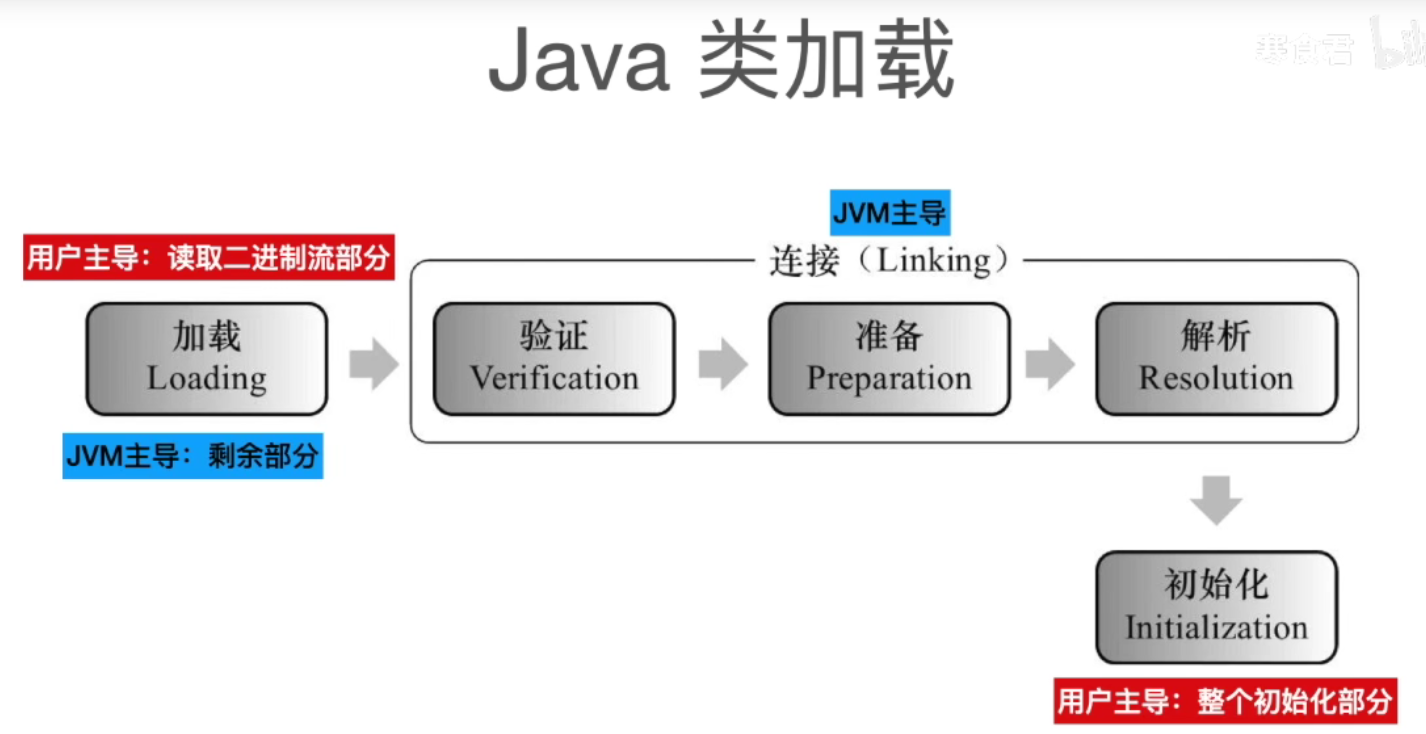 Java 类加载
寒食君
JVM主导
用户主导：读取二进制流部分
连接（Linking）
加载
Loading
验证
Verification
准备
Preparation
解析
Resolution
JVM主导：剩余部分
初始化
Initialization
用户主导：整个初始化部分